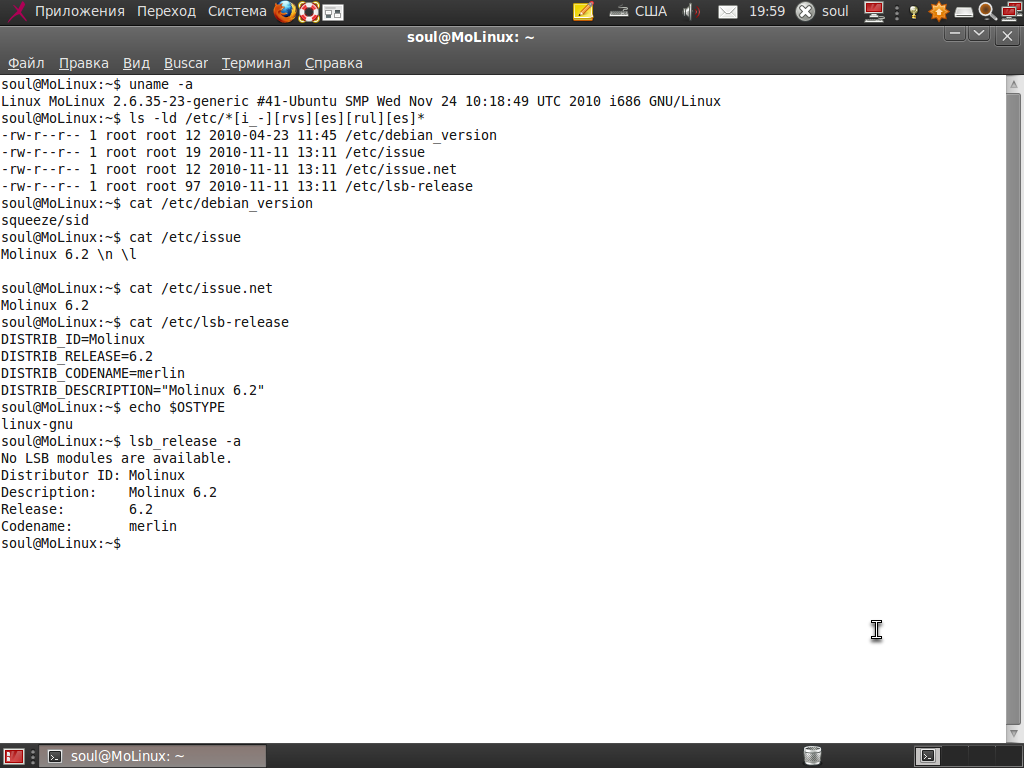 Приложения Переход Система США 19:59 soul
soul@MoLinux: ~
Файл Правка Вид Buscar Терминал Справка
soul@MoLinux:~$ uname -a
Linux MoLinux 2.6.35-23-generic #41-Ubuntu SMP Wed Nov 24 10:18:49 UTC 2010 i686 GNU/Linux
soul@MoLinux:~$ ls -ld /etc/*[i_-][rvs][es][rul][es]*
-rw-r--r-- 1 root root 12 2010-04-23 11:45 /etc/debian_version
-rw-r--r-- 1 root root 19 2010-11-11 13:11 /etc/issue
-rw-r--r-- 1 root root 12 2010-11-11 13:11 /etc/issue.net
-rw-r--r-- 1 root root 97 2010-11-11 13:11 /etc/lsb-release
soul@MoLinux:~$ cat /etc/debian_version
squeeze/sid
soul@MoLinux:~$ cat /etc/issue
Molinux 6.2 \n \l
soul@MoLinux:~$ cat /etc/issue.net
Molinux 6.2
soul@MoLinux:~$ cat /etc/lsb-release
DISTRIB_ID=Molinux
DISTRIB_RELEASE=6.2
DISTRIB_CODENAME=merlin
DISTRIB_DESCRIPTION="Molinux 6.2"
soul@MoLinux:~$ echo $OSTYPE
linux-gnu
soul@MoLinux:~$ lsb_release -a
No LSB modules are available.
Distributor ID: Molinux
Description:    Molinux 6.2
Release:        6.2
Codename:       merlin
soul@MoLinux:~$
soul@MoLinux: ~